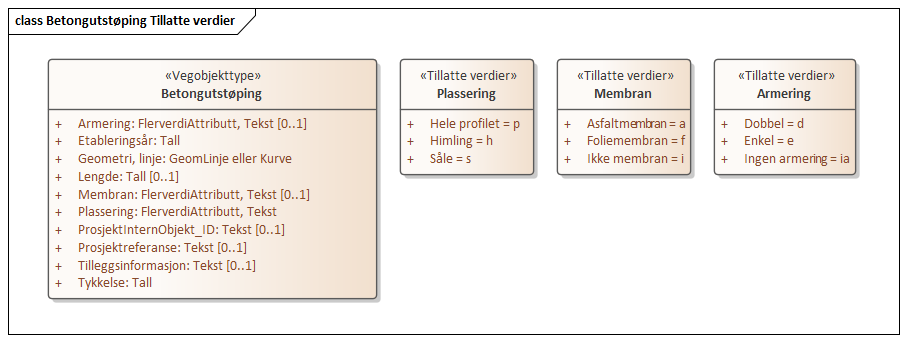 class Betongutstøping Tillatte verdier
«Vegobjekttype»
Betongutstøping
+ Armering: FlerverdiAttributt, Tekst [0..1]
+ Etableringsår: Tall
+ Geometri, linje: GeomLinje eller Kurve
+ Lengde: Tall [0..1]
+ Membran: FlerverdiAttributt, Tekst [0..1]
+ Plassering: FlerverdiAttributt, Tekst
+ ProsjektInternObjekt_ID: Tekst [0..1]
+ Prosjektreferanse: Tekst [0..1]
+ Tilleggsinformasjon: Tekst [0..1]
+ Tykkelse: Tall
«Tillatte verdier»
Plassering
+ Hele profilet = p
+ Himling = h
+ Såle = s
«Tillatte verdier»
Membran
+ Asfaltmembran = a
+ Foliemembran = f
+ Ikke membran = i
«Tillatte verdier»
Armering
+ Dobbel = d
+ Enkel = e
+ Ingen armering = ia